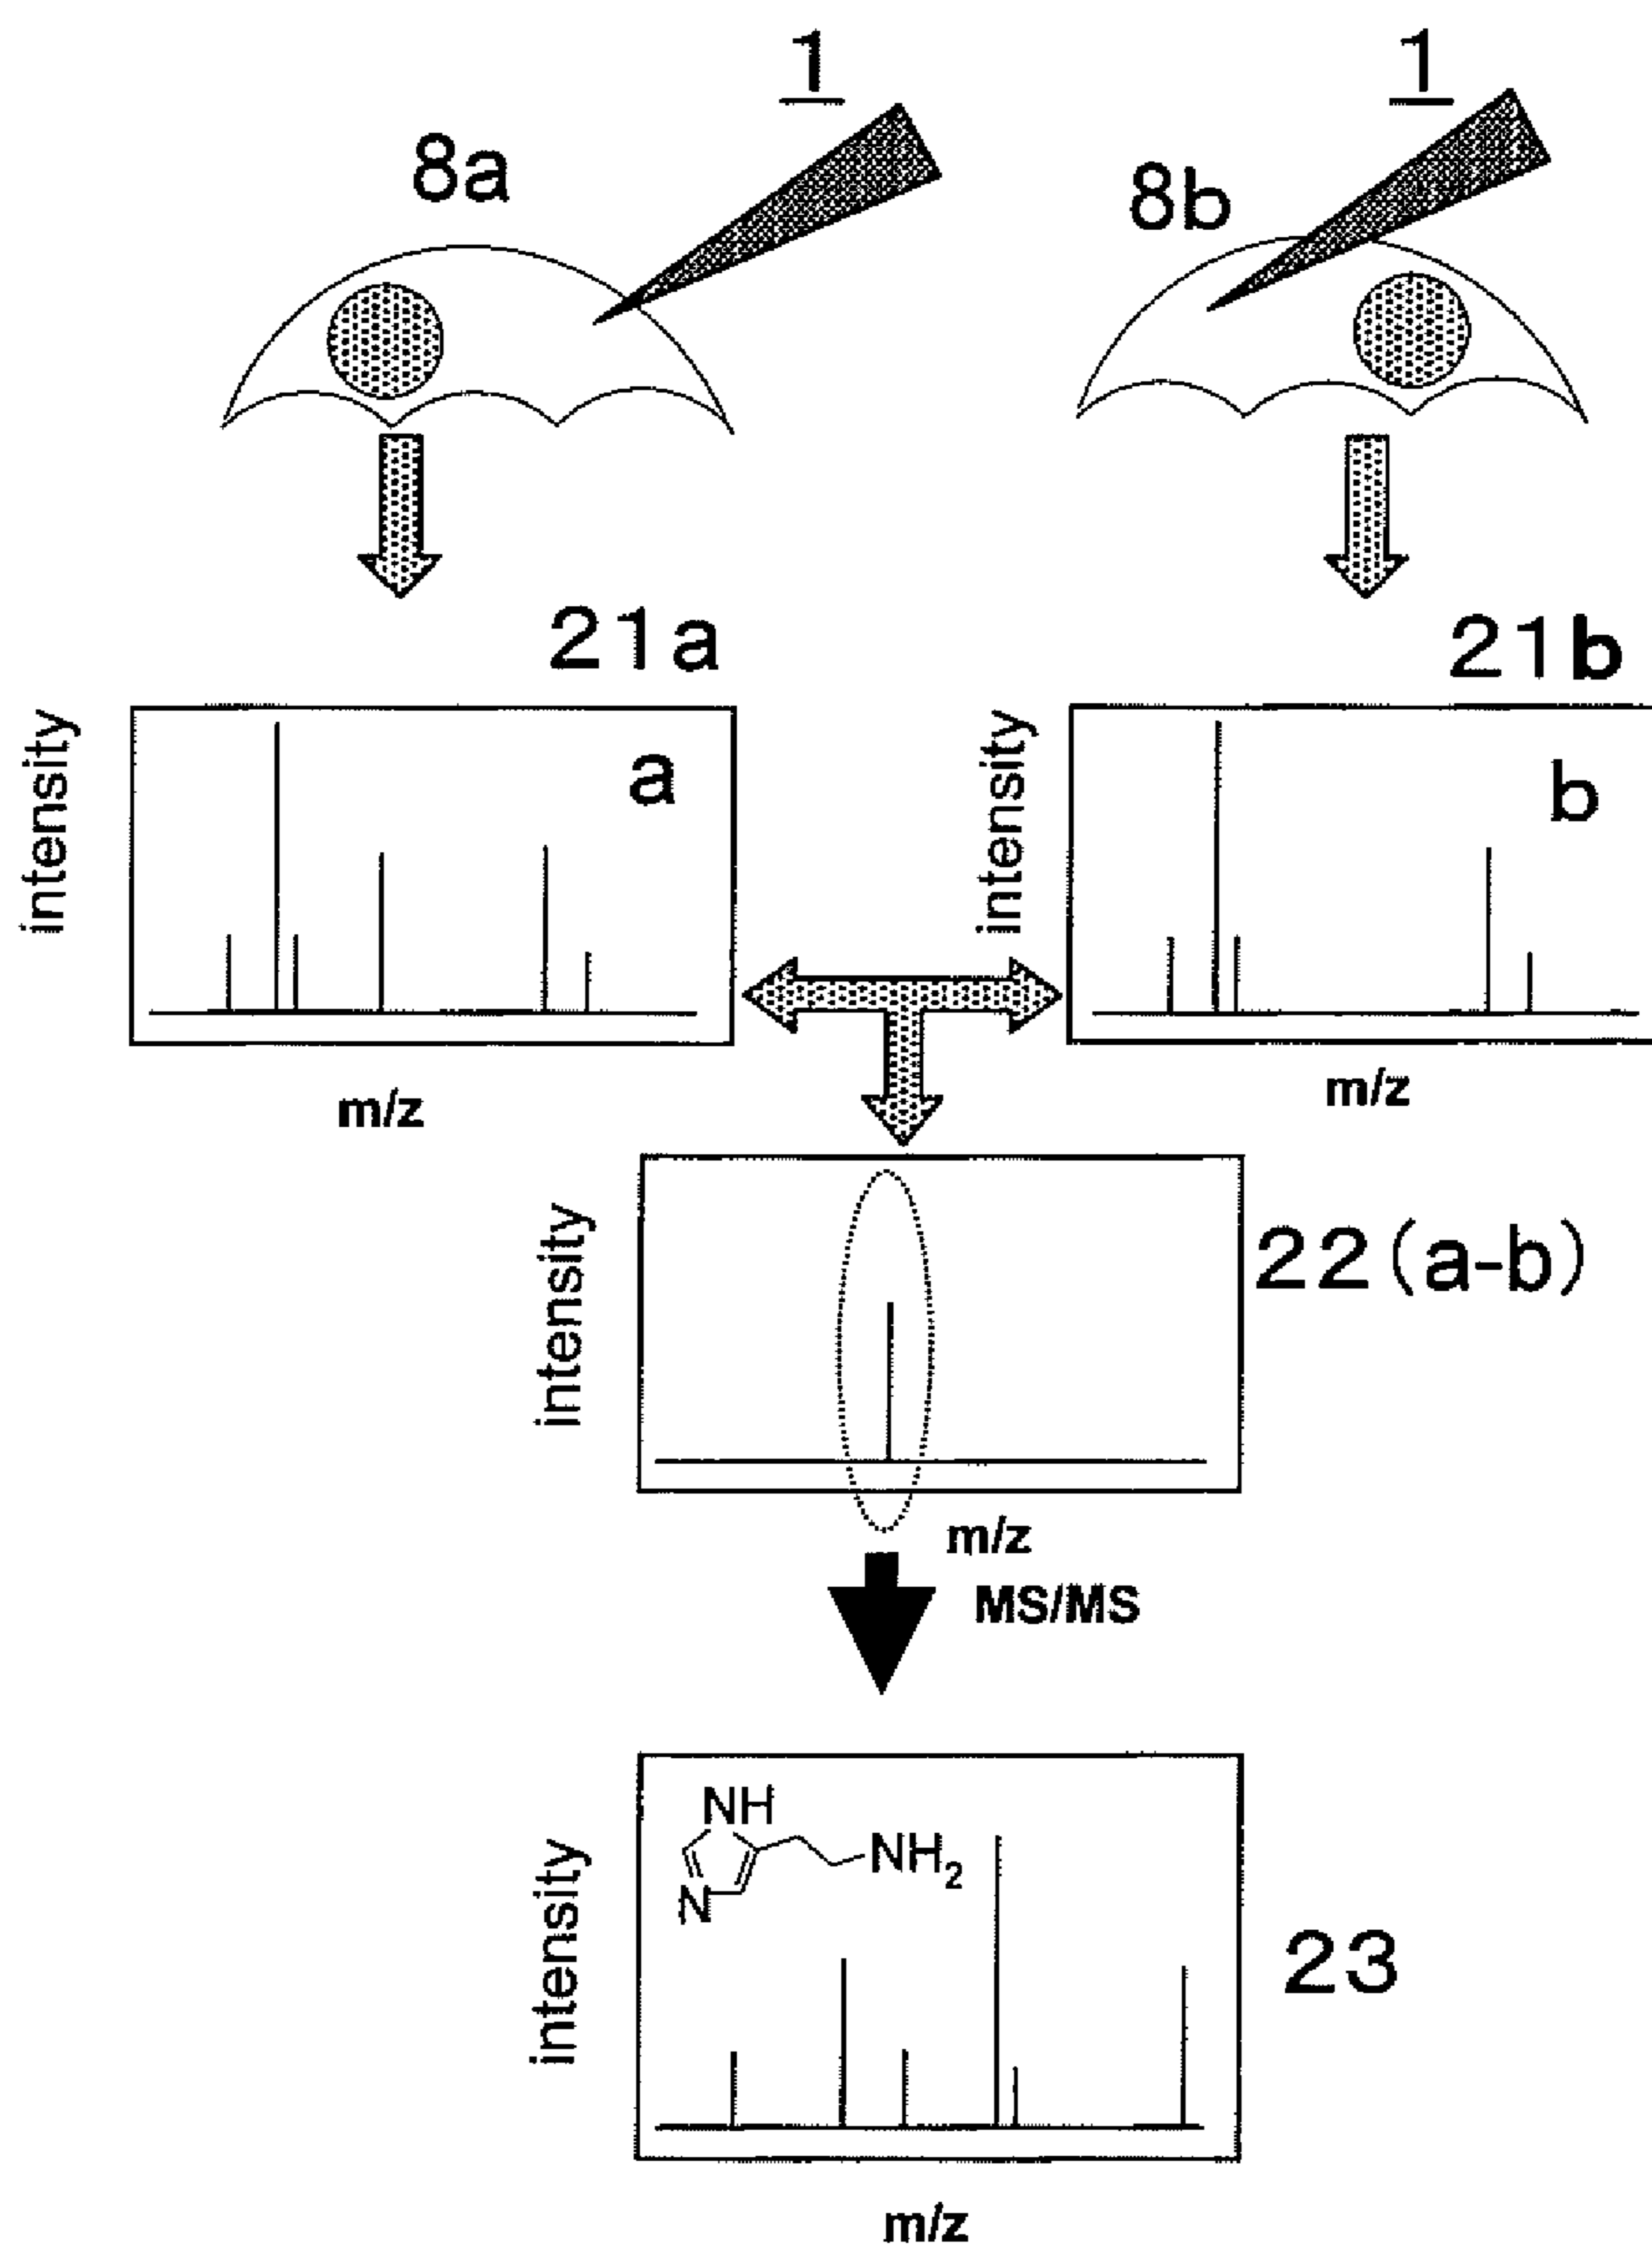 1
1
8a
8b
21a
21b
intensity
a
intensity
b
m/z
m/z
intensity
22(a-b)
m/z
MS/MS
intensity
NH
NH2
N
23
m/z